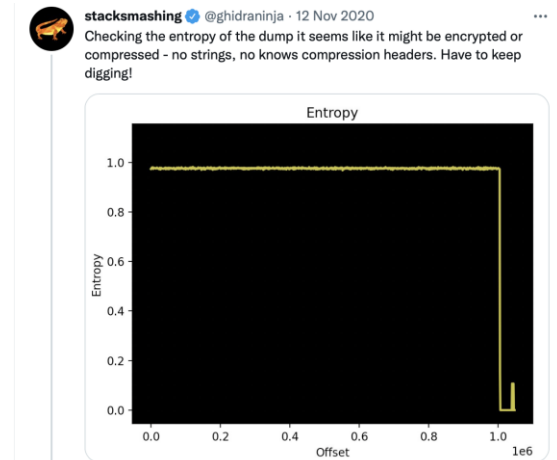 stacksmashing @ghidraninja · 12 Nov 2020
Checking the entropy of the dump it seems like it might be encrypted or
compressed - no strings, no knows compression headers. Have to keep
digging!
Entropy
1.0
0.8
0.6
0.4
0.2
0.0
Entropy
0.0 0.2 0.4 0.6 0.8 1.0
1e6
Offset